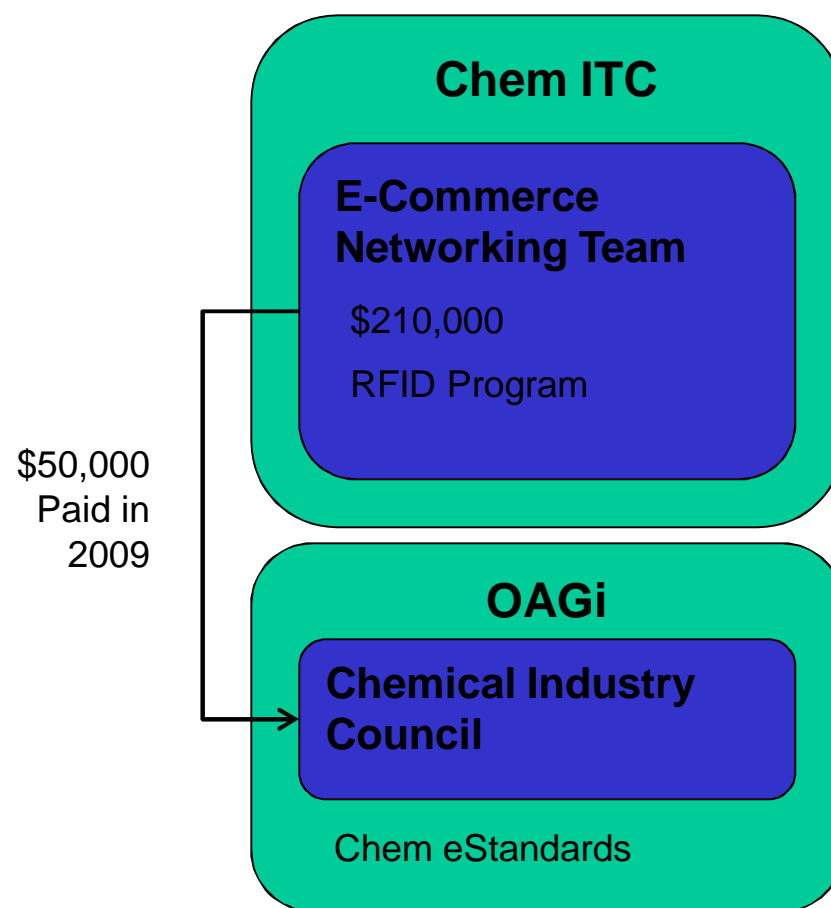 Chem ITC
E-Commerce
Networking Team
$210,000
RFID Program
$50,000
Paid in
2009
OAGi
Chemical Industry
Council
Chem eStandards